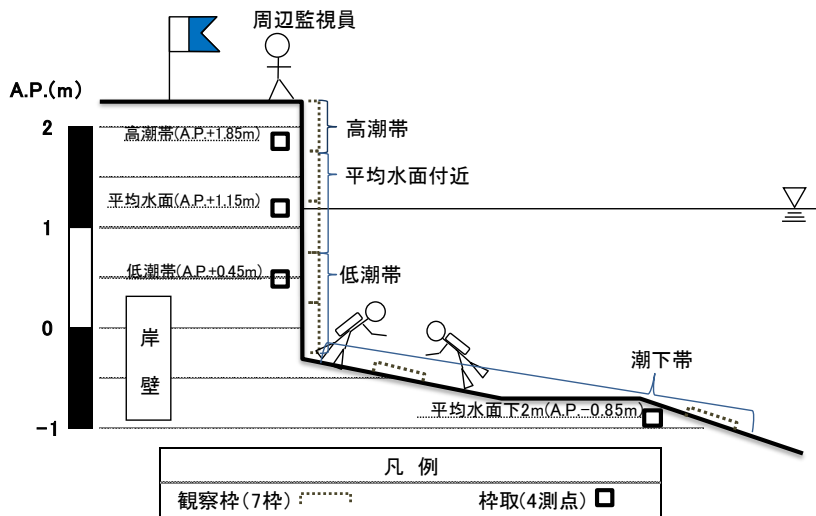 周辺監視員
A.P.(m)
2
高潮帯(A.P.+1.85m)
高潮帯
平均水面付近
平均水面(A.P.+1.15m)
1
低潮帯(A.P.+0.45m)
低潮帯
0
岸壁
潮下帯
平均水面下2m(A.P.-0.85m)
-1
凡 例
観察枠(7枠)
枠取(4測点)